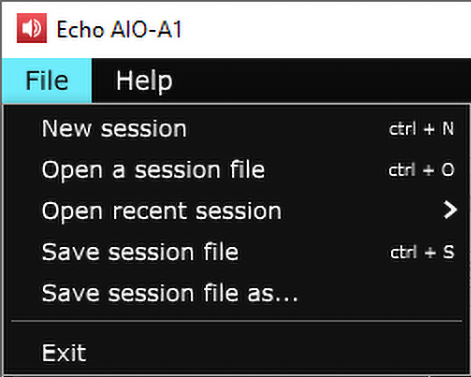 Echo AIO-A1
File Help
New session ctrl + N
Open a session file ctrl + O
Open recent session
Save session file ctrl + S
Save session file as...
Exit